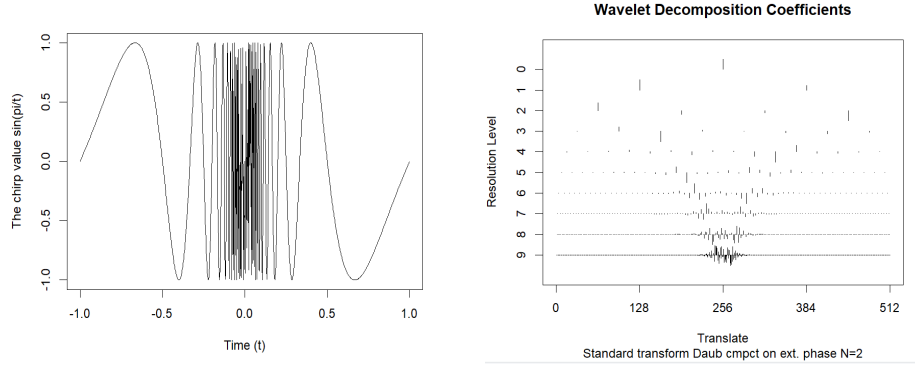 The chirp value sin(pi/t)
1.0
0.5
0.0
-0.5
-1.0
-1.0 -0.5 0.0 0.5 1.0
Time (t)
Wavelet Decomposition Coefficients
Resolution Level
0
1
2
3
4
5
6
7
8
9
0 128 256 384 512
Translate
Standard transform Daub cmpct on ext. phase N=2